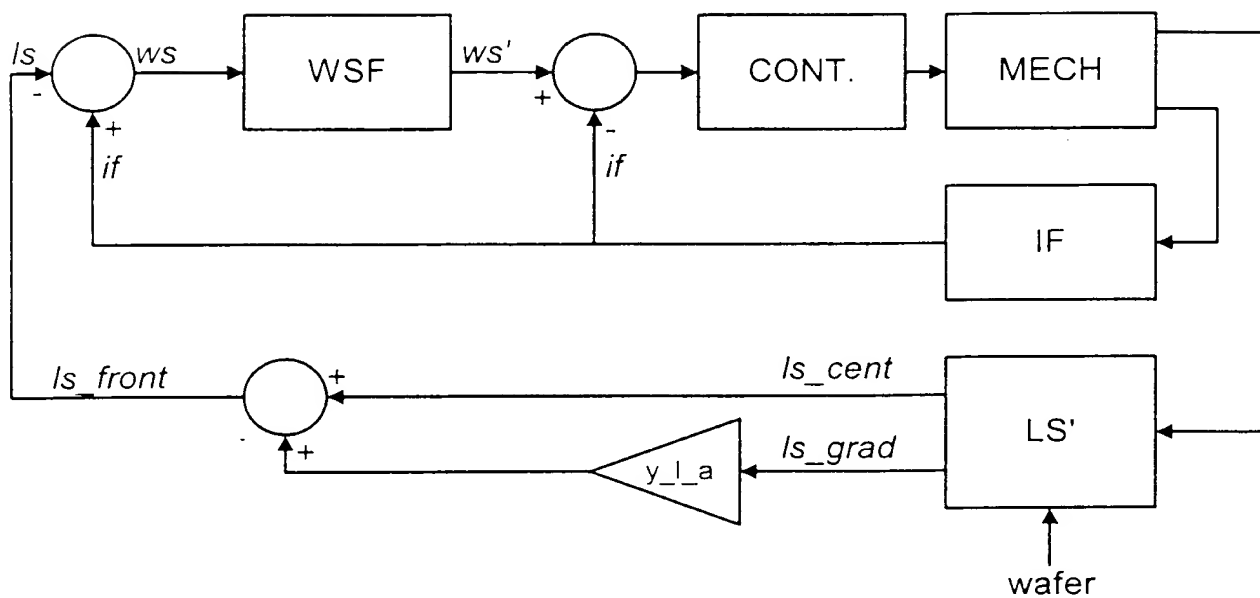 ls
ws
WSF
ws'
CONT.
MECH
-
+
+
-
if
if
IF
ls_front
+
ls_cent
LS'
-
+
y_l_a
ls_grad
wafer